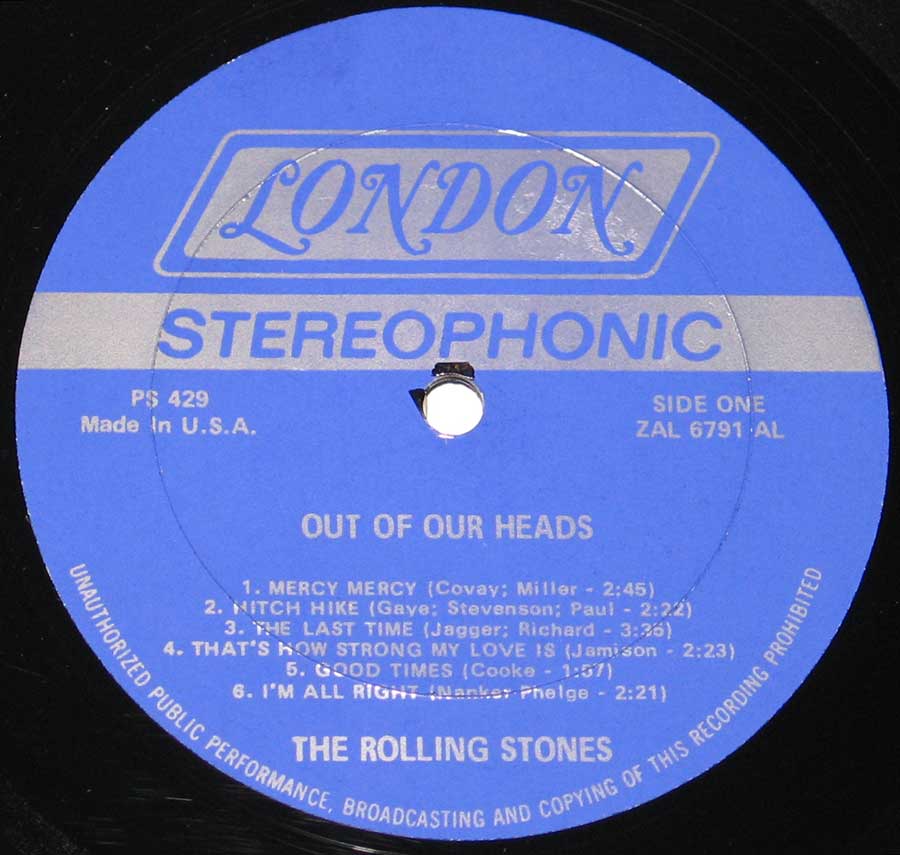 LONDON
STEREOPHONIC
PS 429
Made in U.S.A.
SIDE ONE
ZAL 6791 AL
OUT OF OUR HEADS
1. MERCY MERCY (Covay; Miller - 2:45)
2. HITCH HIKE (Gaye; Stevenson; Paul - 2:22)
3. THE LAST TIME (Jagger; Richard - 3:35)
4. THAT'S HOW STRONG MY LOVE IS (Jamison - 2:23)
5. GOOD TIMES (Cooke - 1:57)
6. I'M ALL RIGHT (Nanker Phelge - 2:21)
THE ROLLING STONES
UNAUTHORIZED PUBLIC PERFORMANCE, BROADCASTING AND COPYING OF THIS RECORDING PROHIBITED